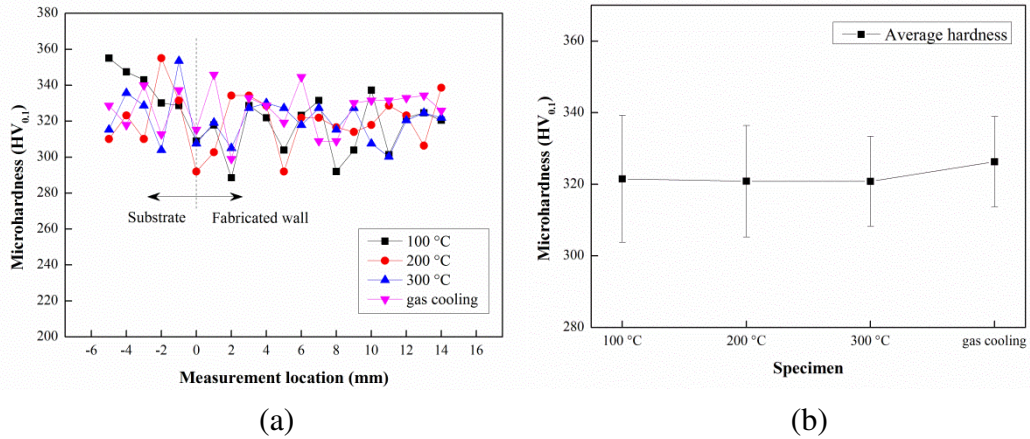 380
360
340
320
300
280
260
240
220
200
Microhardness (HV0.1)
Substrate
Fabricated wall
100 °C
200 °C
300 °C
gas cooling
-6 -4 -2 0 2 4 6 8 10 12 14 16
Measurement location (mm)
(a)
360
340
320
300
280
Microhardness (HV0.1)
Average hardness
100 °C 200 °C 300 °C gas cooling
Specimen
(b)